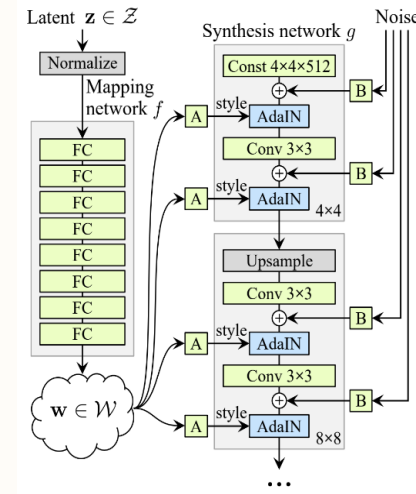 Latent z ∈ Z
Normalize
Mapping
network f
FC
FC
FC
FC
FC
FC
FC
FC
w ∈ W
Synthesis network g
Noise
Const 4×4×512
+
B
A
style
AdaIN
Conv 3×3
+
B
A
style
AdaIN
4×4
Upsample
Conv 3×3
+
B
A
style
AdaIN
Conv 3×3
+
B
A
style
AdaIN
8×8
...